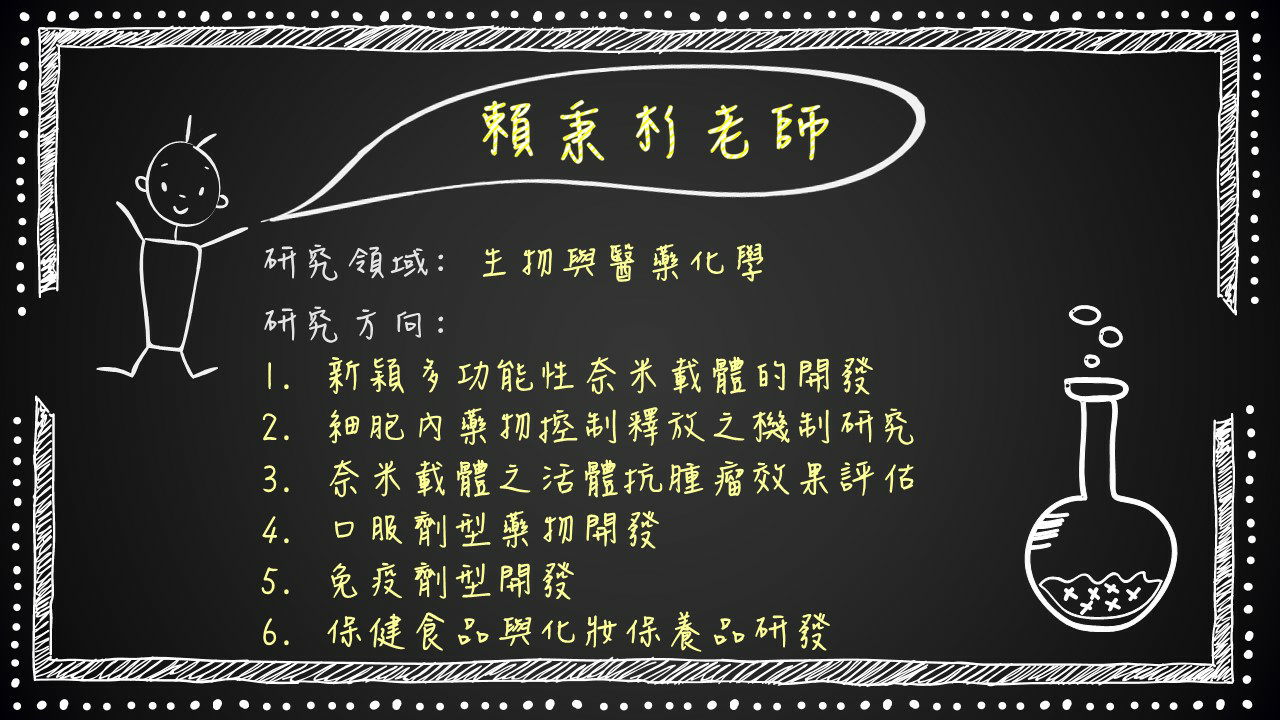 賴秉杉老師
研究領域: 生物與醫藥化學
研究方向:
1. 新穎多功能性奈米載體的開發
2. 細胞內藥物控制釋放之機制研究
3. 奈米載體之活體抗腫瘤效果評估
4. 口服劑型藥物開發
5. 免疫劑型開發
6. 保健食品與化妝保養品研發